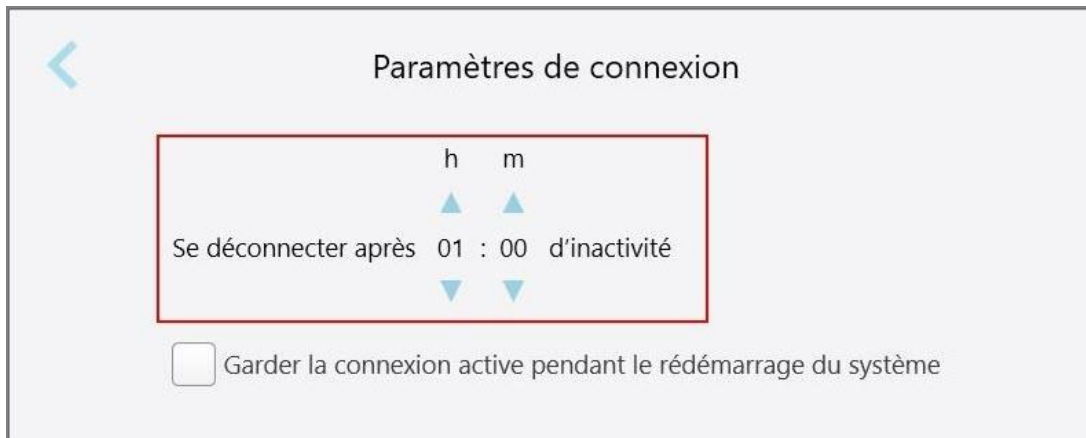 Paramètres de connexion
h m
Se déconnecter après 01 : 00 d'inactivité
Garder la connexion active pendant le rédémarrage du système